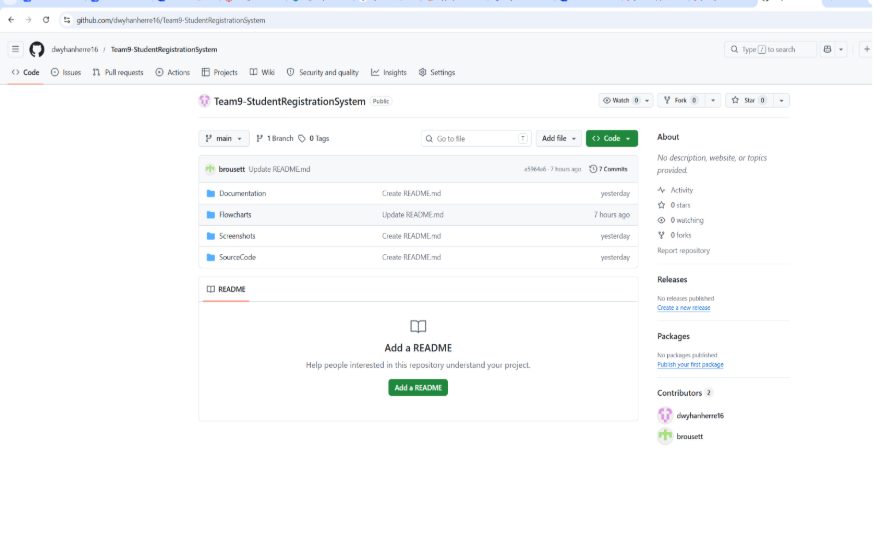 github.com/dwyhanherre16/Team9-StudentRegistrationSystem
dwyhanherre16 / Team9-StudentRegistrationSystem
Type / to search
Code Issues Pull requests Actions Projects Wiki Security and quality Insights Settings
Team9-StudentRegistrationSystem Public
Watch 0 Fork 0 Star 0
main 1 Branch 0 Tags Go to file T Add file Code
brousett Update README.md a5964a6 · 7 hours ago 7 Commits
Documentation Create README.md yesterday
Flowcharts Update README.md 7 hours ago
Screenshots Create README.md yesterday
SourceCode Create README.md yesterday
README
Add a README
Help people interested in this repository understand your project.
Add a README
About
No description, website, or topics
provided.
Activity
0 stars
0 watching
0 forks
Report repository
Releases
No releases published
Create a new release
Packages
No packages published
Publish your first package
Contributors 2
dwyhanherre16
brousett